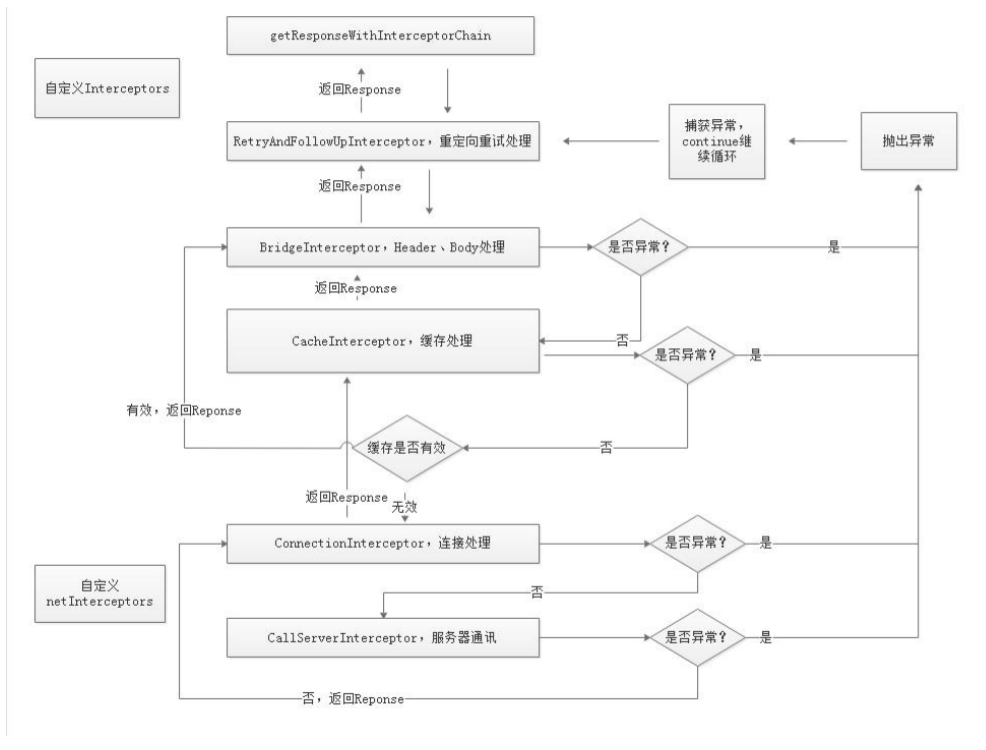 getResponseWithInterceptorChain
自定义Interceptors
返回Response
RetryAndFollowUpInterceptor，重定向重试处理
捕获异常，
continue继
续循环
抛出异常
返回Response
BridgeInterceptor，Header、Body处理
是否异常？
是
返回Response
CacheInterceptor，缓存处理
否
是否异常？
是
有效，返回Reponse
缓存是否有效
否
返回Response
无效
ConnectionInterceptor，连接处理
是否异常？
是
自定义
netInterceptors
否
CallServerInterceptor，服务器通讯
是否异常？
是
否，返回Reponse